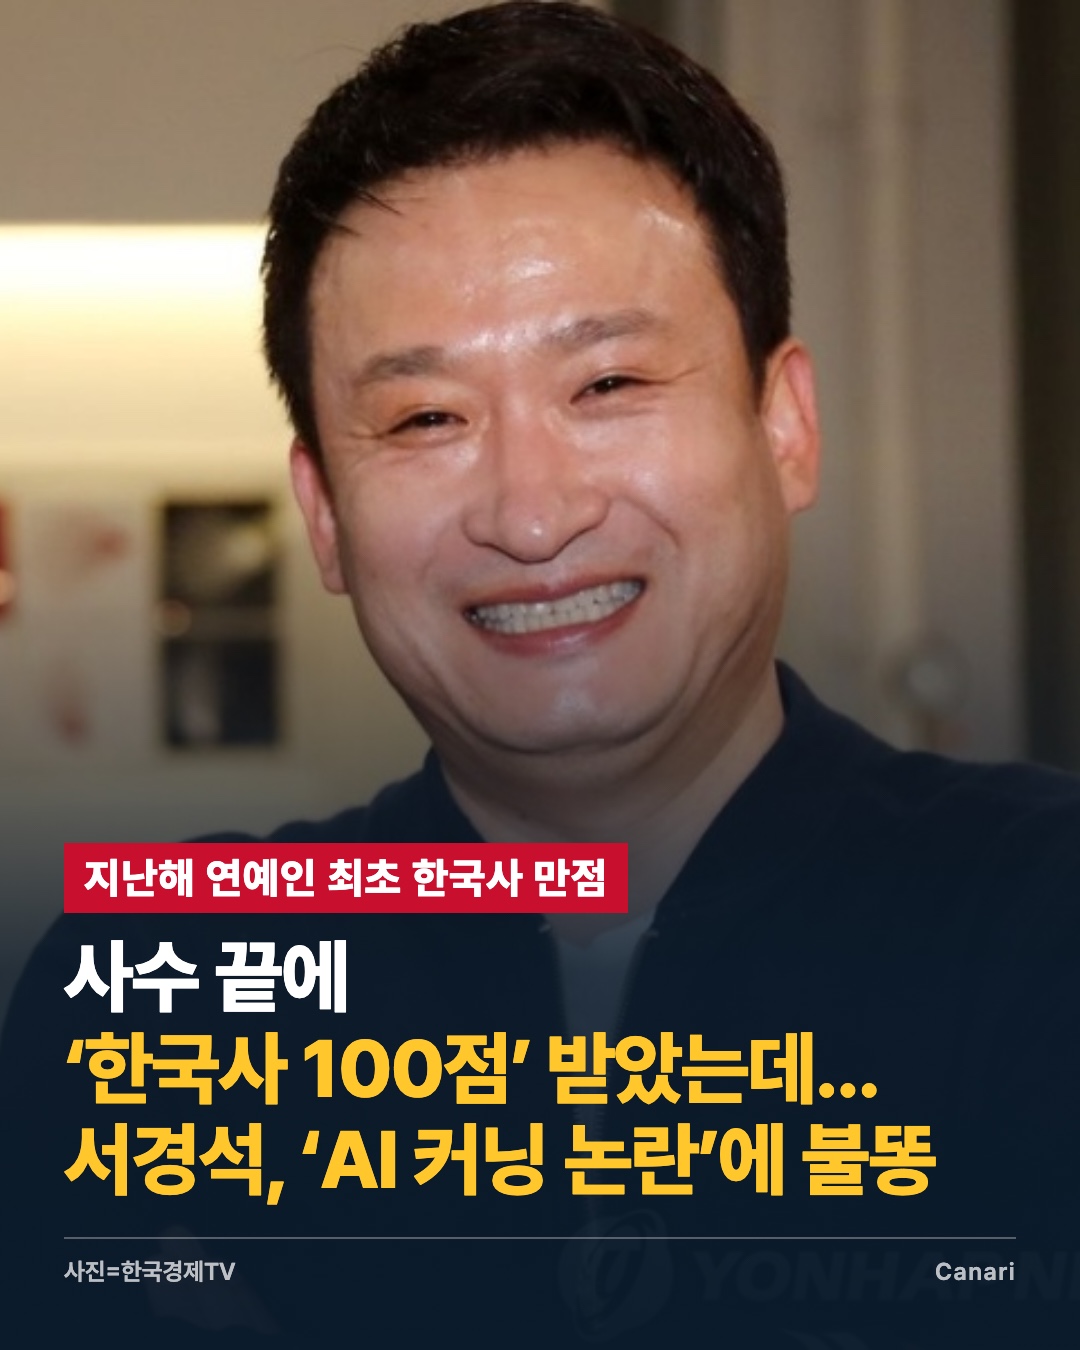 지난해 연예인 최초 한국사 만점
사수 끝에
‘한국사 100점’ 받았는데...
서경석, ‘AI 커닝 논란’에 불똥
사진=한국경제TV
Canari
YONHAPN